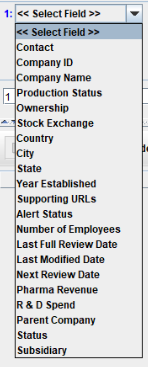 1: << Select Field >>
<< Select Field >>
Contact
Company ID
Company Name
Production Status
Ownership
Stock Exchange
Country
City
State
Year Established
Supporting URLs
Alert Status
Number of Employees
Last Full Review Date
Last Modified Date
Next Review Date
Pharma Revenue
R & D Spend
Parent Company
Status
Subsidiary
1